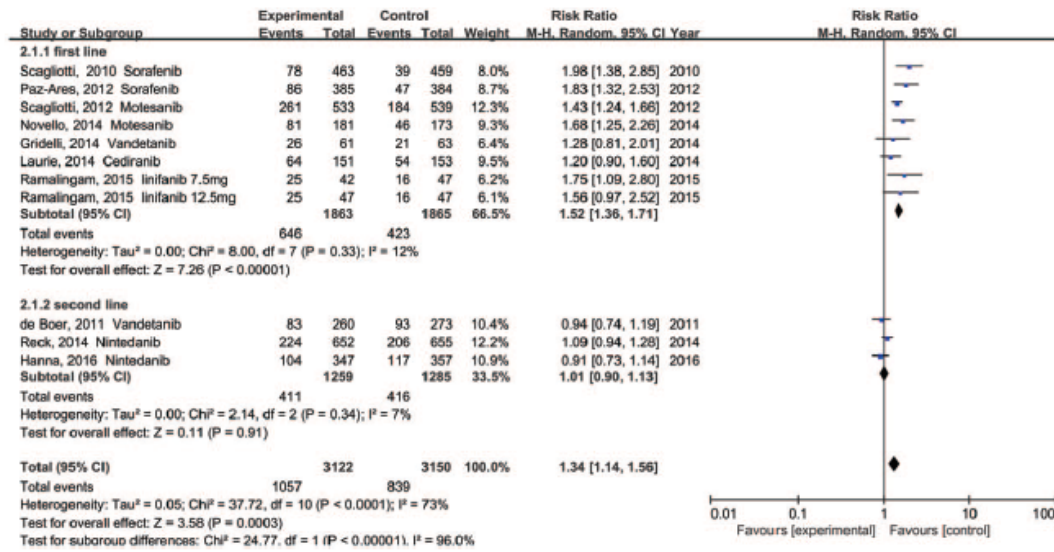 Experimental Control Risk Ratio Risk Ratio
Study or Subgroup Events Total Events Total Weight M-H, Random, 95% CI Year M-H, Random, 95% CI
2.1.1 first line
Scagliotti, 2010 Sorafenib 78 463 39 459 8.0% 1.98 [1.38, 2.85] 2010
Paz-Ares, 2012 Sorafenib 86 385 47 384 8.7% 1.83 [1.32, 2.53] 2012
Scagliotti, 2012 Motesanib 261 533 184 539 12.3% 1.43 [1.24, 1.66] 2012
Novello, 2014 Motesanib 81 181 46 173 9.3% 1.68 [1.25, 2.26] 2014
Gridelli, 2014 Vandetanib 26 61 21 63 6.4% 1.28 [0.81, 2.01] 2014
Laurie, 2014 Cediranib 64 151 54 153 9.5% 1.20 [0.90, 1.60] 2014
Ramalingam, 2015 linifanib 7.5mg 25 42 16 47 6.2% 1.75 [1.09, 2.80] 2015
Ramalingam, 2015 linifanib 12.5mg 25 47 16 47 6.1% 1.56 [0.97, 2.52] 2015
Subtotal (95% CI) 1863 1865 66.5% 1.52 [1.36, 1.71]
Total events 646 423
Heterogeneity: Tau² = 0.00; Chi² = 8.00, df = 7 (P = 0.33); I² = 12%
Test for overall effect: Z = 7.26 (P < 0.00001)
2.1.2 second line
de Boer, 2011 Vandetanib 83 260 93 273 10.4% 0.94 [0.74, 1.19] 2011
Reck, 2014 Nintedanib 224 652 206 655 12.2% 1.09 [0.94, 1.28] 2014
Hanna, 2016 Nintedanib 104 347 117 357 10.9% 0.91 [0.73, 1.14] 2016
Subtotal (95% CI) 1259 1285 33.5% 1.01 [0.90, 1.13]
Total events 411 416
Heterogeneity: Tau² = 0.00; Chi² = 2.14, df = 2 (P = 0.34); I² = 7%
Test for overall effect: Z = 0.11 (P = 0.91)
Total (95% CI) 3122 3150 100.0% 1.34 [1.14, 1.56]
Total events 1057 839
Heterogeneity: Tau² = 0.05; Chi² = 37.72, df = 10 (P < 0.0001); I² = 73%
Test for overall effect: Z = 3.58 (P = 0.0003)
Test for subgroup differences: Chi² = 24.77, df = 1 (P < 0.00001), I² = 96.0%
0.01 0.1 1 10 100
Favours [experimental] Favours [control]